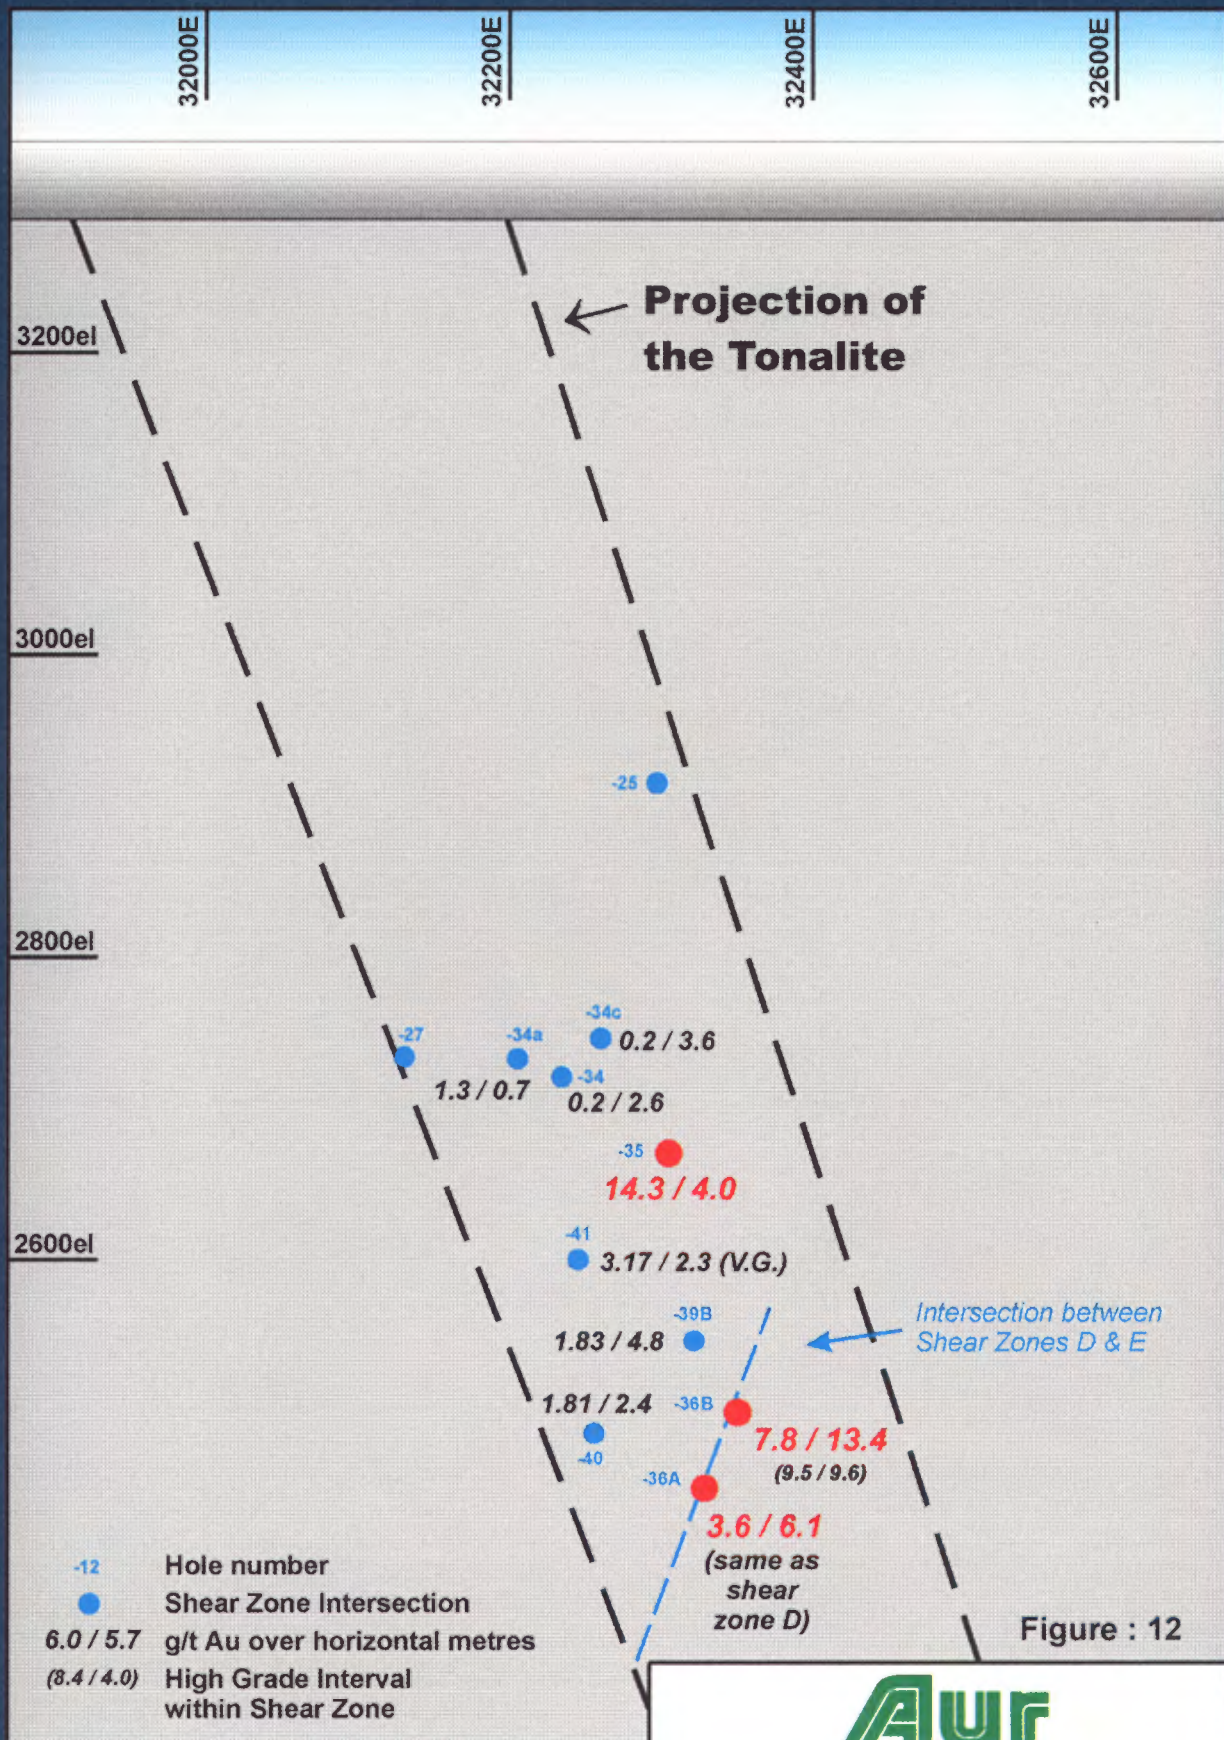 32000E
32200E
32400E
32600E
Projection of
the Tonalite
3200el
3000el
-25
2800el
-34c
0.2 / 3.6
-27
-34a
1.3 / 0.7
-34
0.2 / 2.6
-35
14.3 / 4.0
-41
2600el
3.17 / 2.3 (V.G.)
-39B
1.83 / 4.8
Intersection between
Shear Zones D & E
1.81 / 2.4
-40
-36B
7.8 / 13.4
(9.5 / 9.6)
-36A
3.6 / 6.1
(same as
shear
zone D)
-12 Hole number
Shear Zone Intersection
6.0 / 5.7 g/t Au over horizontal metres
(8.4 / 4.0) High Grade Interval
within Shear Zone
Figure : 12
Aur